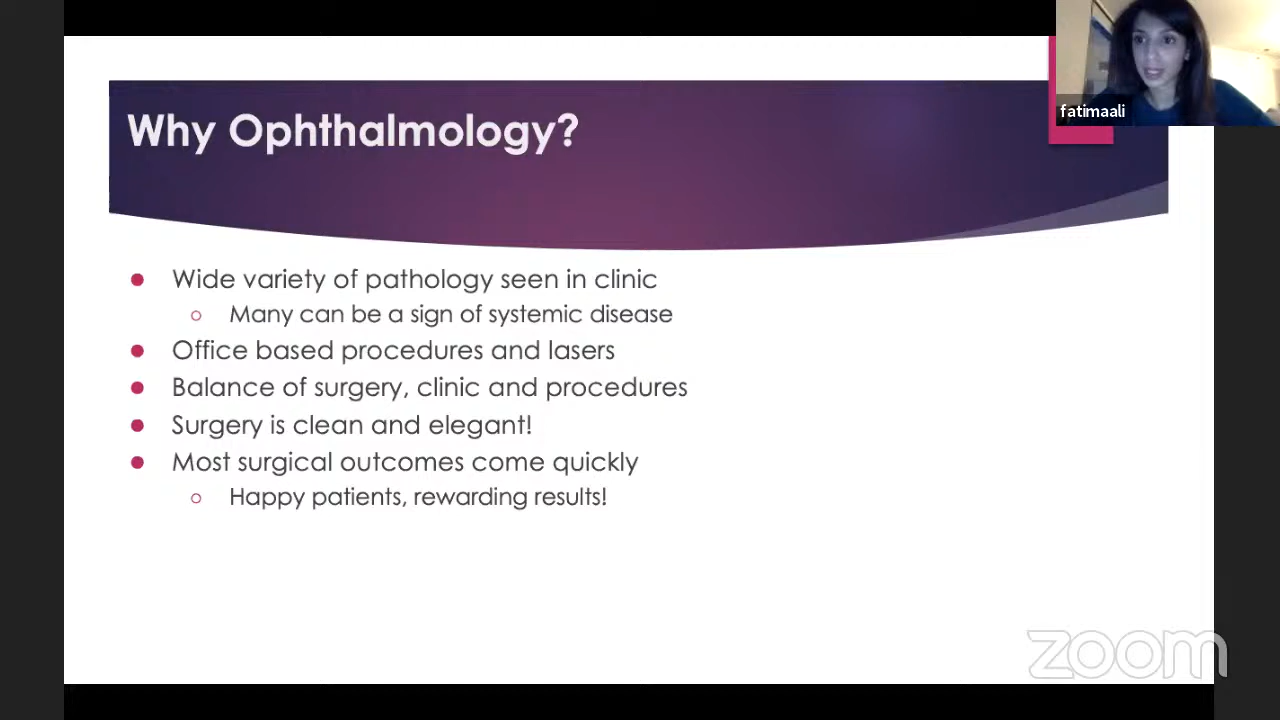 fatimaali
Why Ophthalmology?
Wide variety of pathology seen in clinic
Many can be a sign of systemic disease
Office based procedures and lasers
Balance of surgery, clinic and procedures
Surgery is clean and elegant!
Most surgical outcomes come quickly
Happy patients, rewarding results!
zoom